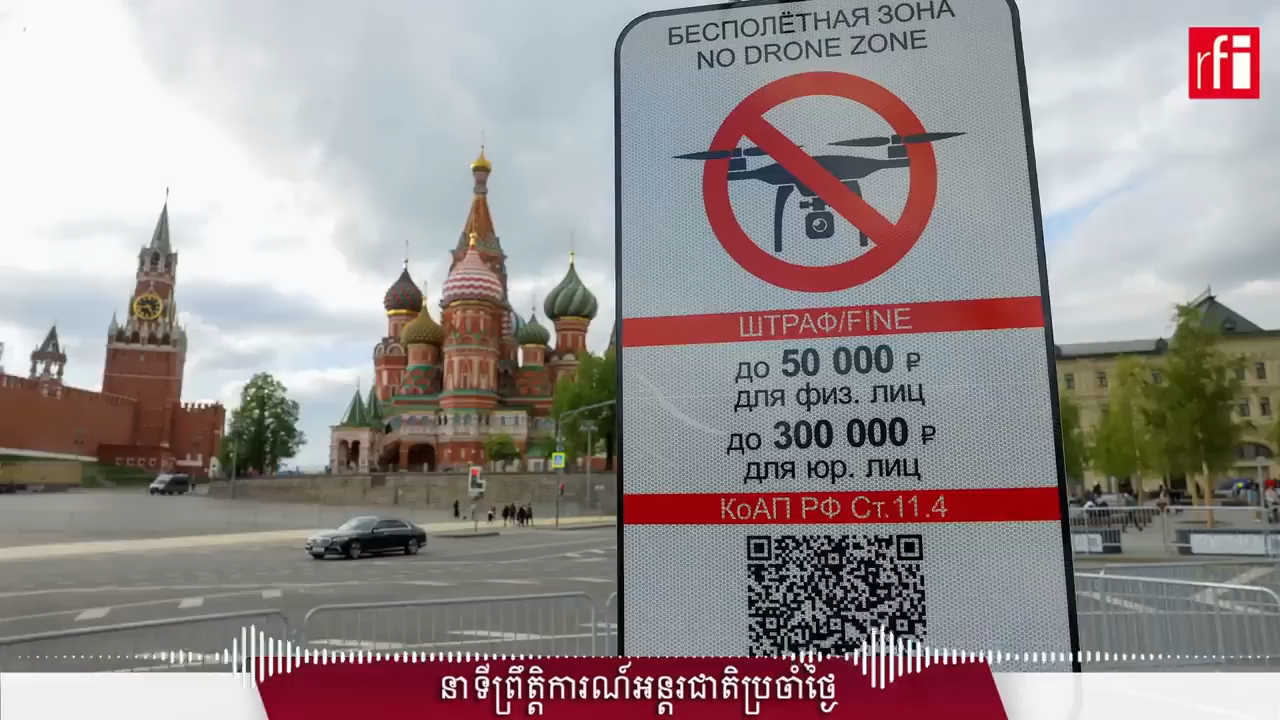 БЕСПОЛЁТНАЯ ЗОНА
NO DRONE ZONE
rfi
ШТРАФ/FINE
до 50 000 ₽
для физ. лиц
до 300 000 ₽
для юр. лиц
КоАП РФ Ст.11.4
នាទីព្រឹត្តិការណ៍អន្តរជាតិប្រចាំថ្ងៃ